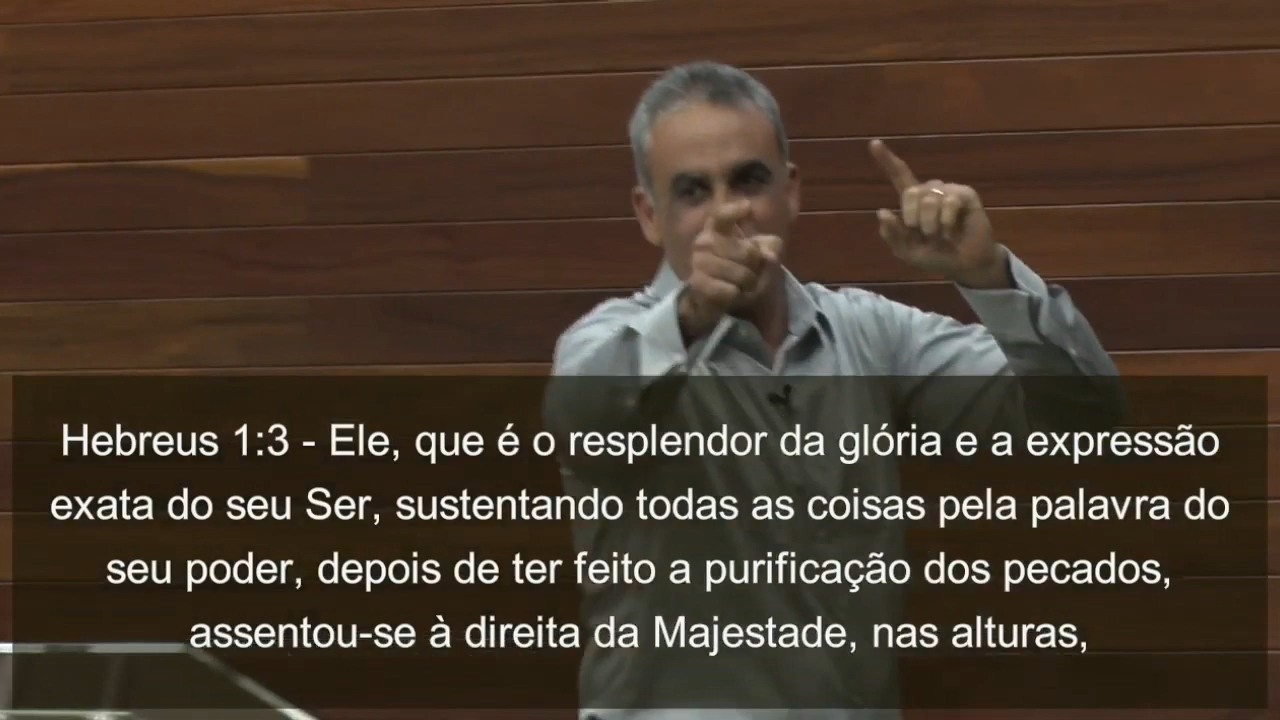 Hebreus 1:3 - Ele, que é o resplendor da glória e a expressão
exata do seu Ser, sustentando todas as coisas pela palavra do
seu poder, depois de ter feito a purificação dos pecados,
assentou-se à direita da Majestade, nas alturas,